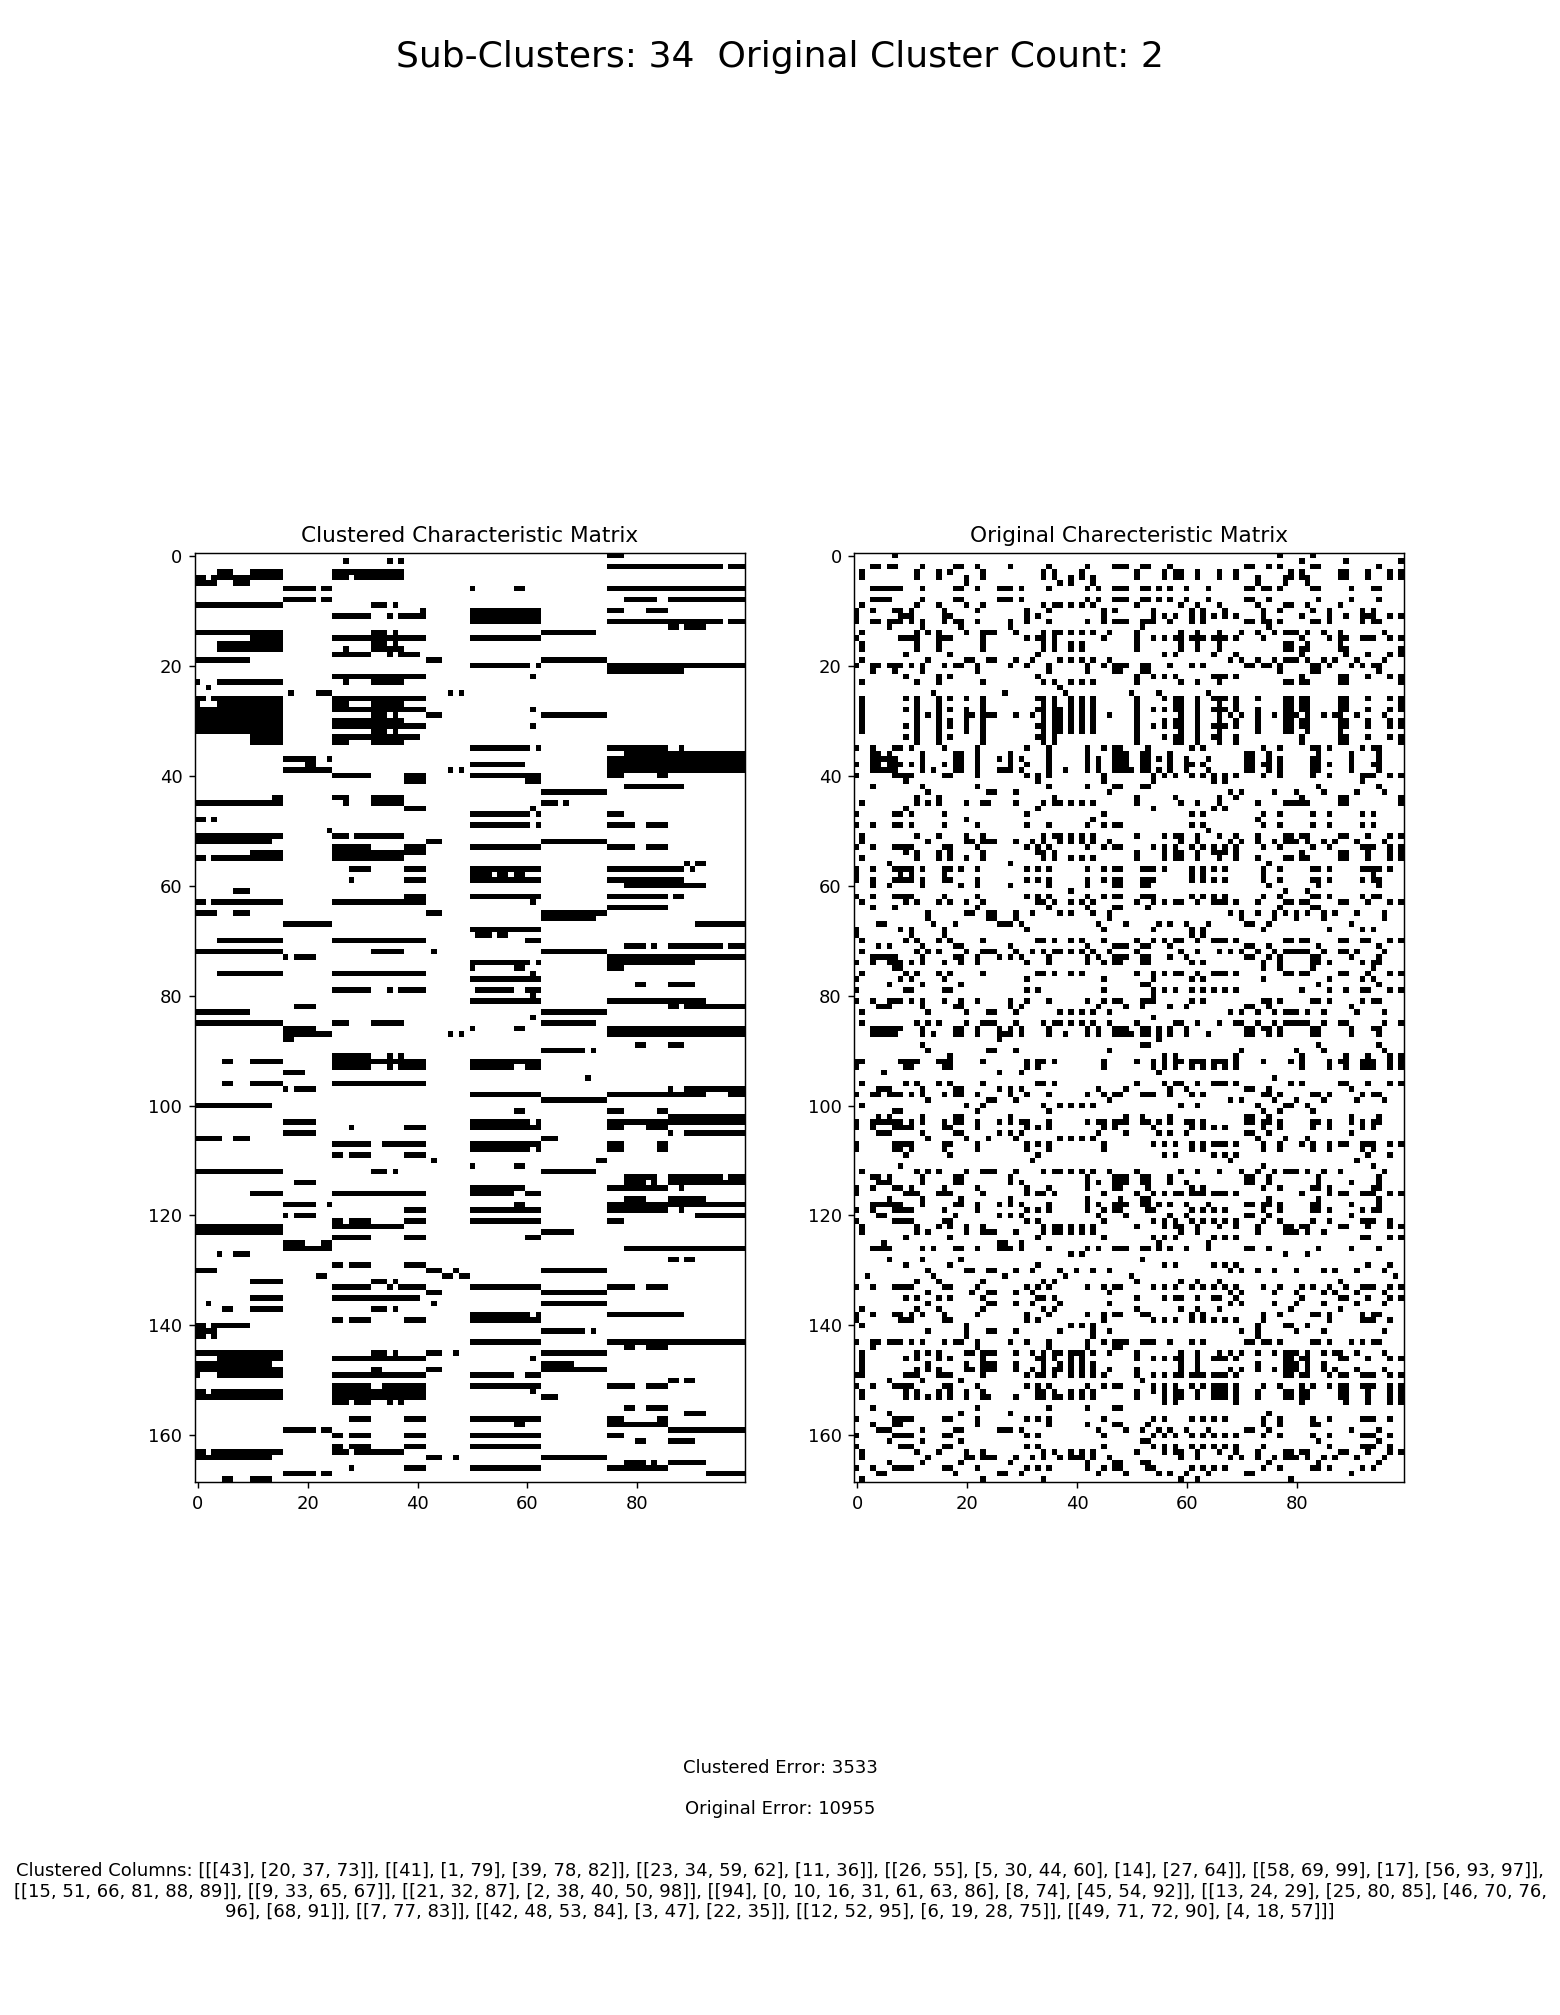 Sub-Clusters: 34  Original Cluster Count: 2
Clustered Characteristic Matrix
Original Charecteristic Matrix
0
20
40
60
80
100
120
140
160
0 20 40 60 80
0
20
40
60
80
100
120
140
160
0 20 40 60 80
Clustered Error: 3533
Original Error: 10955
Clustered Columns: [[[43], [20, 37, 73]], [[41], [1, 79], [39, 78, 82]], [[23, 34, 59, 62], [11, 36]], [[26, 55], [5, 30, 44, 60], [14], [27, 64]], [[58, 69, 99], [17], [56, 93, 97]],
[[15, 51, 66, 81, 88, 89]], [[9, 33, 65, 67]], [[21, 32, 87], [2, 38, 40, 50, 98]], [[94], [0, 10, 16, 31, 61, 63, 86], [8, 74], [45, 54, 92]], [[13, 24, 29], [25, 80, 85], [46, 70, 76,
96], [68, 91]], [[7, 77, 83]], [[42, 48, 53, 84], [3, 47], [22, 35]], [[12, 52, 95], [6, 19, 28, 75]], [[49, 71, 72, 90], [4, 18, 57]]]